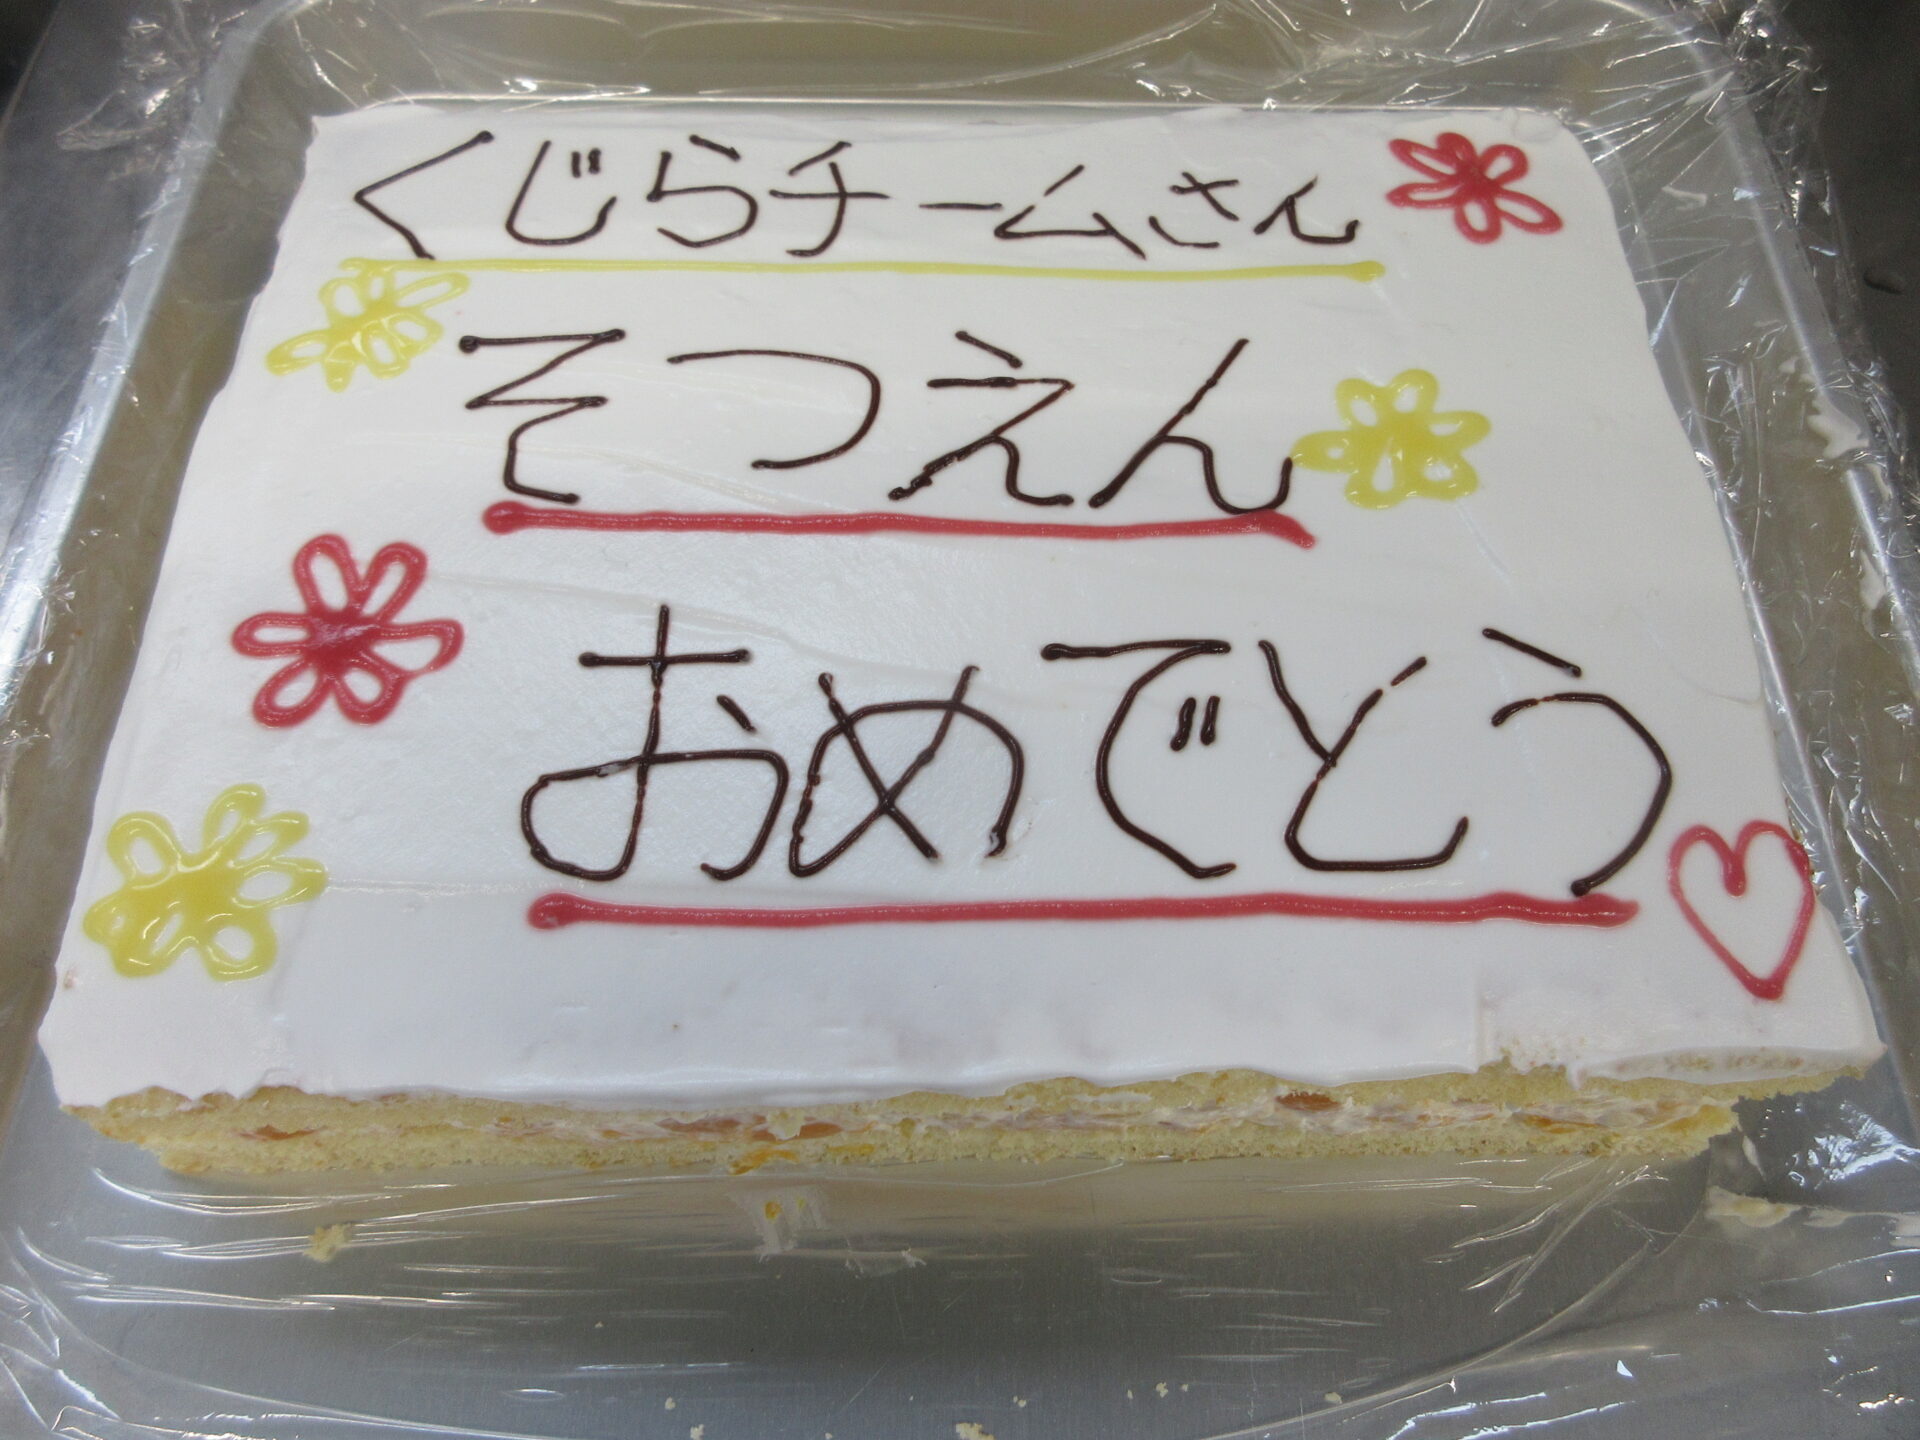 くじらチームさん
そつえん
おめでとう